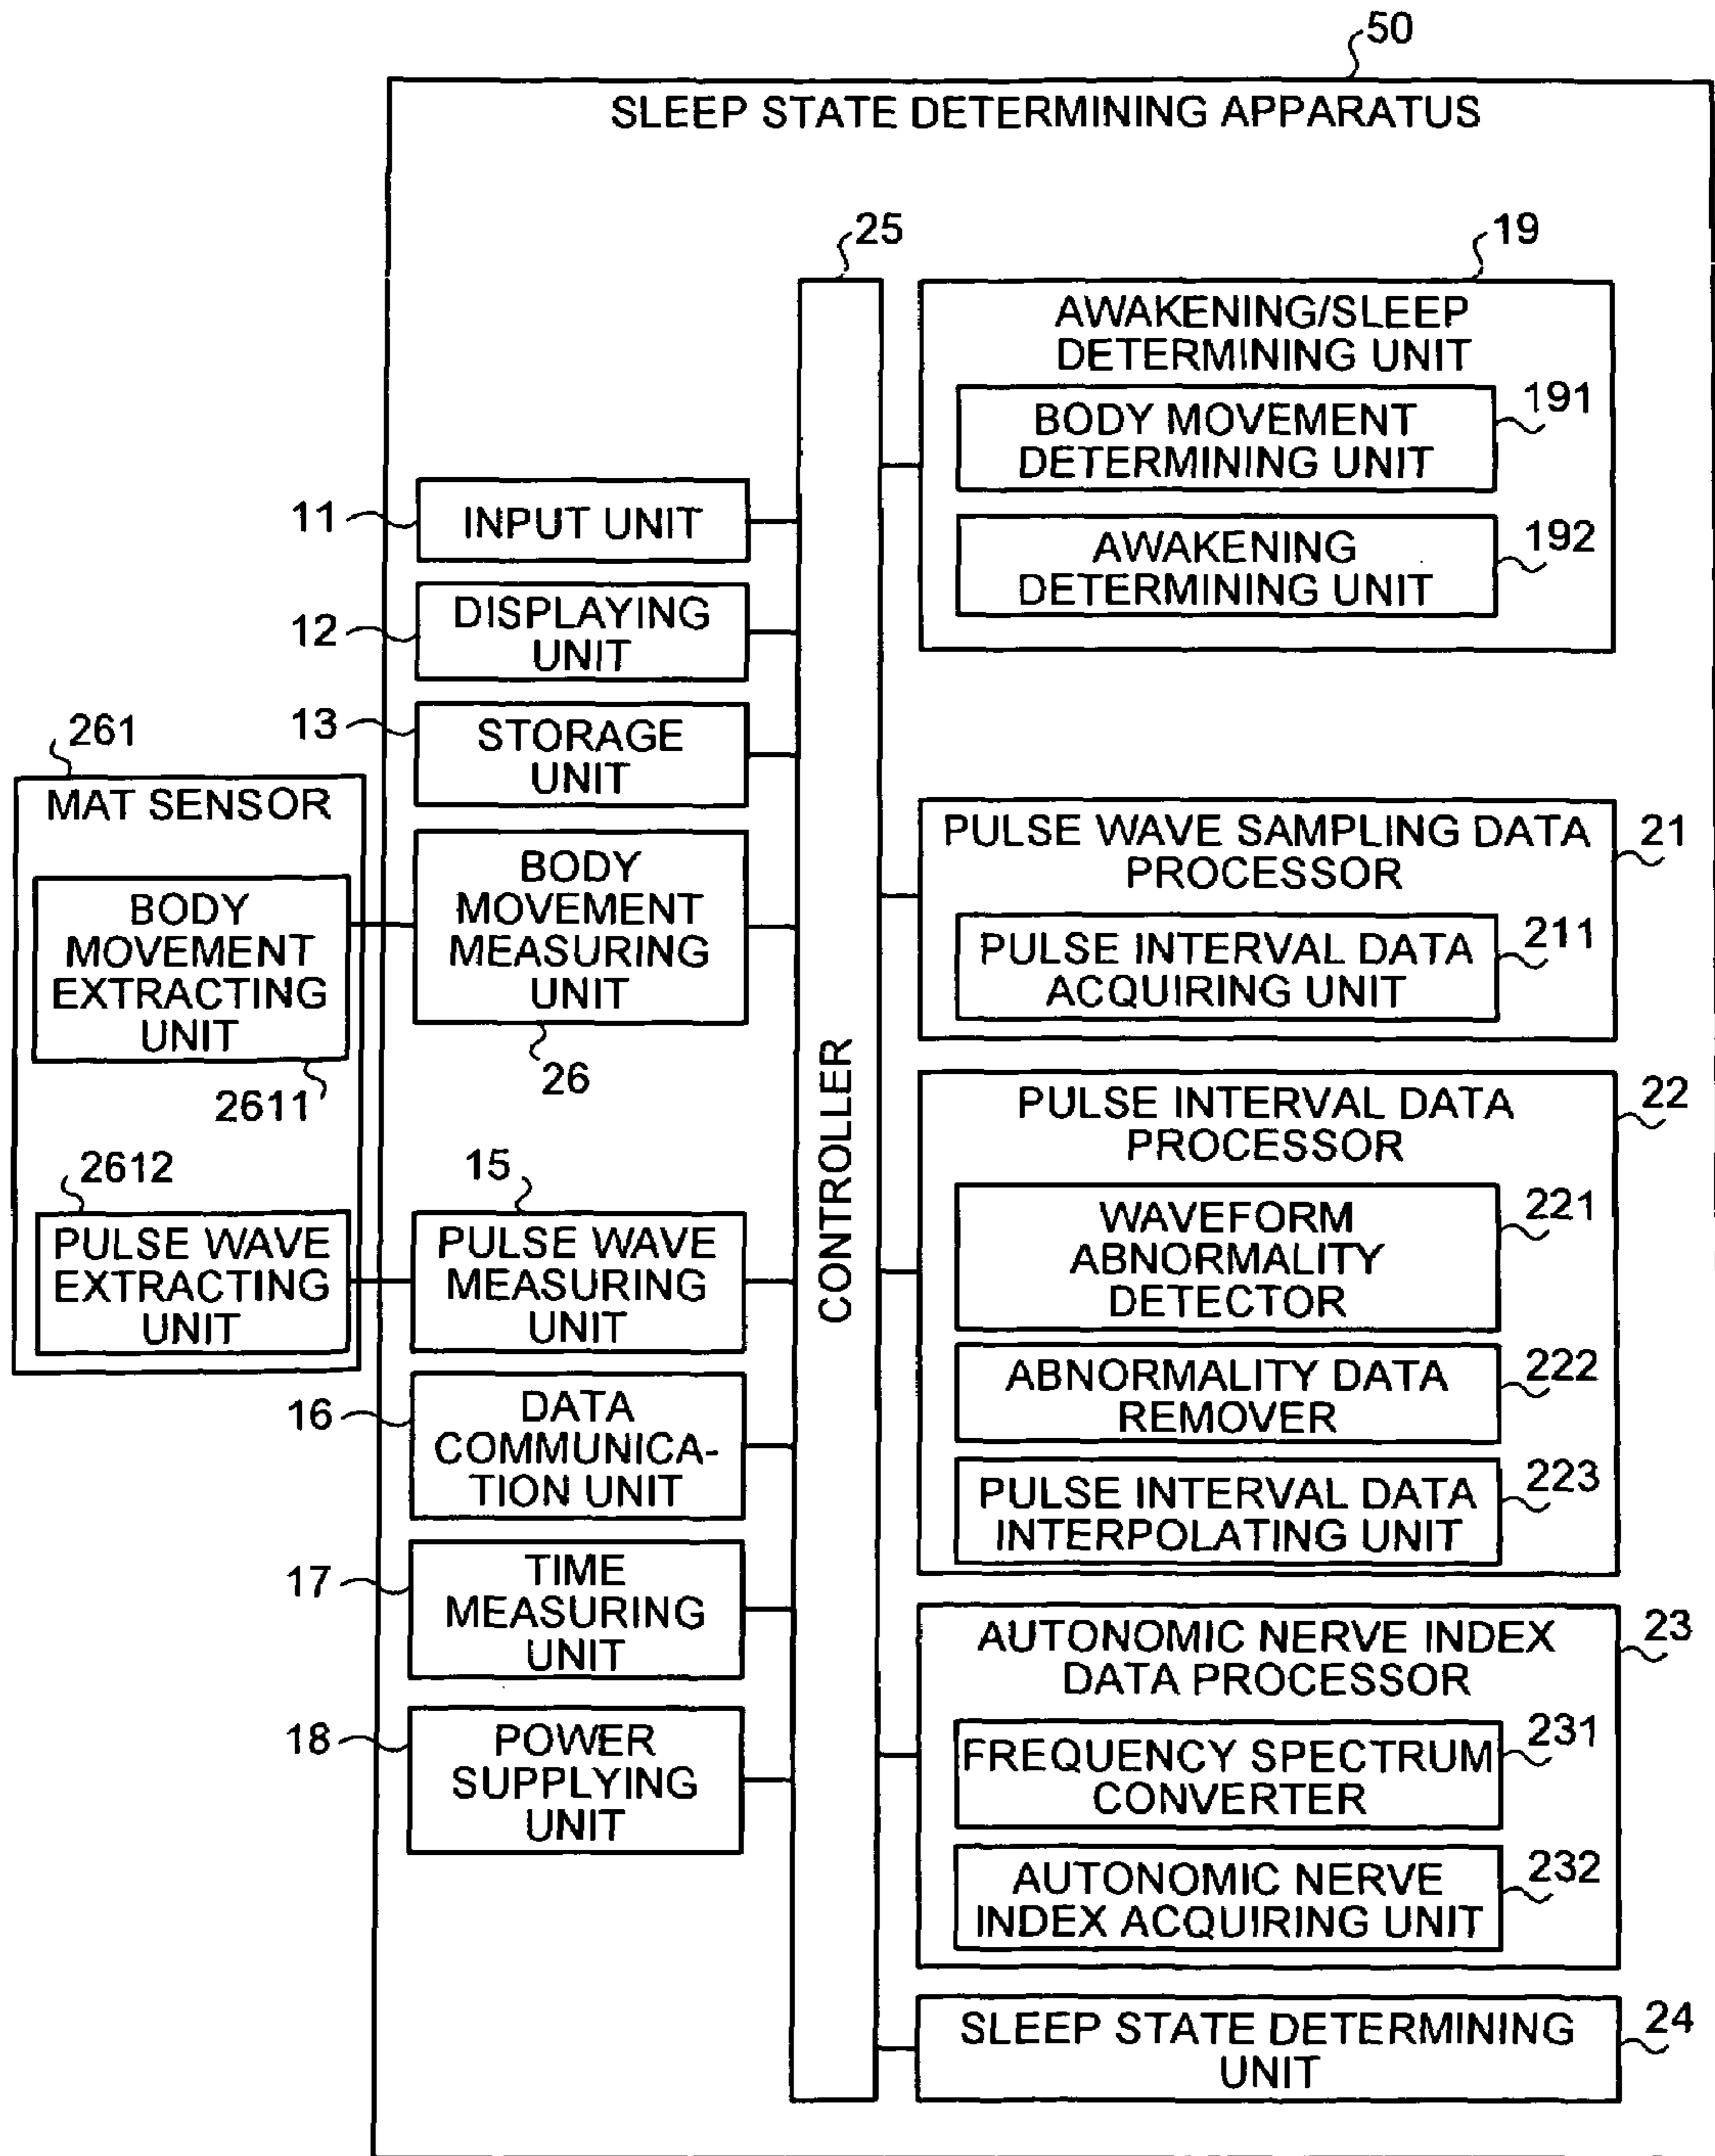 50
SLEEP STATE DETERMINING APPARATUS
25
19
AWAKENING/SLEEP
DETERMINING UNIT
BODY MOVEMENT
DETERMINING UNIT
191
AWAKENING
DETERMINING UNIT
192
11
INPUT UNIT
12
DISPLAYING
UNIT
13
STORAGE
UNIT
261
MAT SENSOR
BODY
MOVEMENT
EXTRACTING
UNIT
2611
BODY
MOVEMENT
MEASURING
UNIT
26
2612
PULSE WAVE
EXTRACTING
UNIT
15
PULSE WAVE
MEASURING
UNIT
16
DATA
COMMUNICA-
TION UNIT
17
TIME
MEASURING
UNIT
18
POWER
SUPPLYING
UNIT
CONTROLLER
PULSE WAVE SAMPLING DATA
PROCESSOR
21
PULSE INTERVAL DATA
ACQUIRING UNIT
211
PULSE INTERVAL DATA
PROCESSOR
22
WAVEFORM
ABNORMALITY
DETECTOR
221
ABNORMALITY DATA
REMOVER
222
PULSE INTERVAL DATA
INTERPOLATING UNIT
223
AUTONOMIC NERVE INDEX
DATA PROCESSOR
23
FREQUENCY SPECTRUM
CONVERTER
231
AUTONOMIC NERVE
INDEX ACQUIRING UNIT
232
SLEEP STATE DETERMINING
UNIT
24